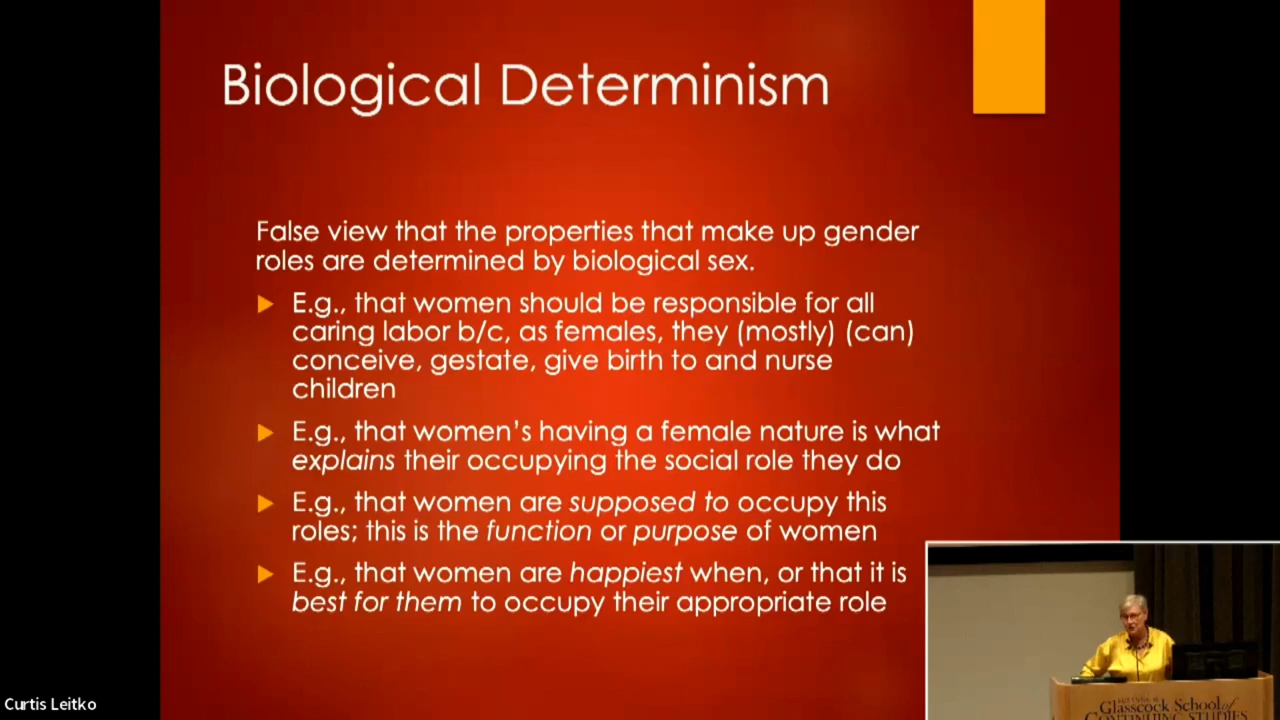 Biological Determinism
False view that the properties that make up gender
roles are determined by biological sex.
E.g., that women should be responsible for all
caring labor b/c, as females, they (mostly) (can)
conceive, gestate, give birth to and nurse
children
E.g., that women's having a female nature is what
explains their occupying the social role they do
E.g., that women are supposed to occupy this
roles; this is the function or purpose of women
E.g., that women are happiest when, or that it is
best for them to occupy their appropriate role
Curtis Leitko
Glasscock School of
CONTINUING STUDIES